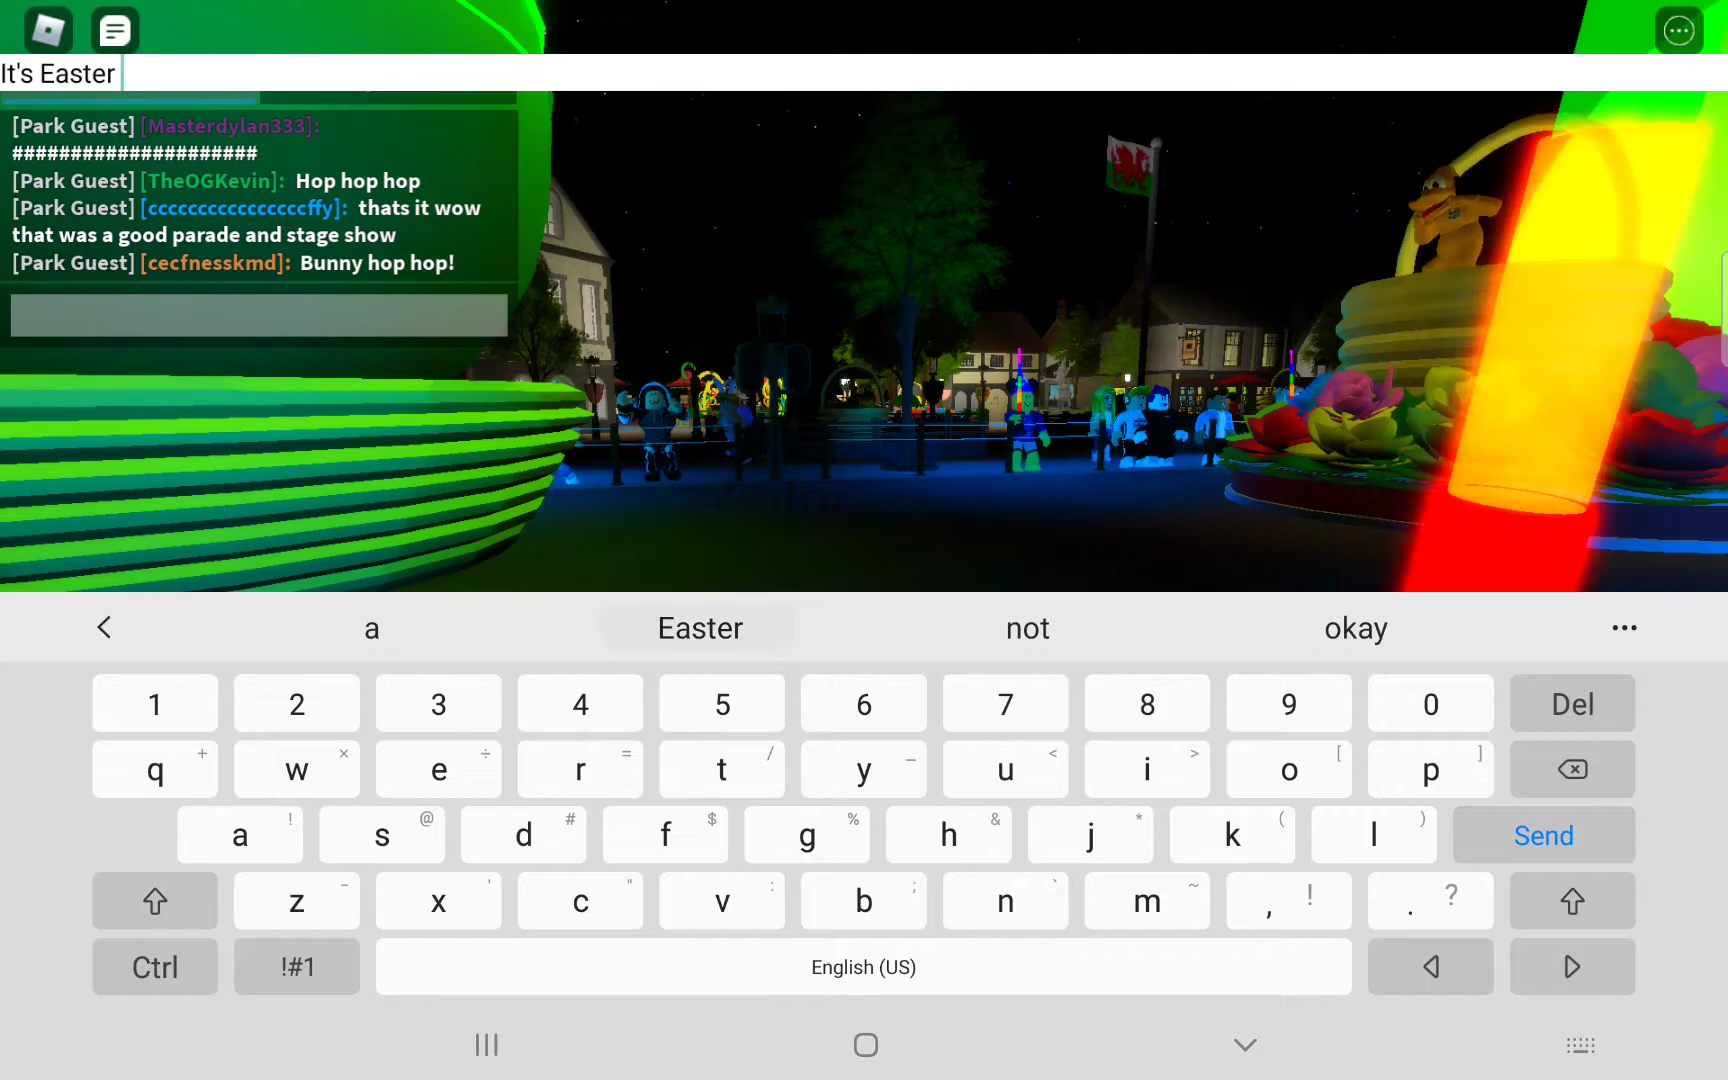 It's Easter
[Park Guest] [Masterdylan333]:
#####################
[Park Guest] [TheOGKevin]: Hop hop hop
[Park Guest] [ccccccccccccccccffy]: thats it wow
that was a good parade and stage show
[Park Guest] [cecfnesskmd]: Bunny hop hop!
a Easter not okay
1 2 3 4 5 6 7 8 9 0 Del
+ × ÷ = / _ < > [ ]
q w e r t y u i o p
! @ # $ % & * ( )
a s d f g h j k l Send
- ' " : ; ` ~ ! ?
z x c v b n m , .
Ctrl !#1 English (US)